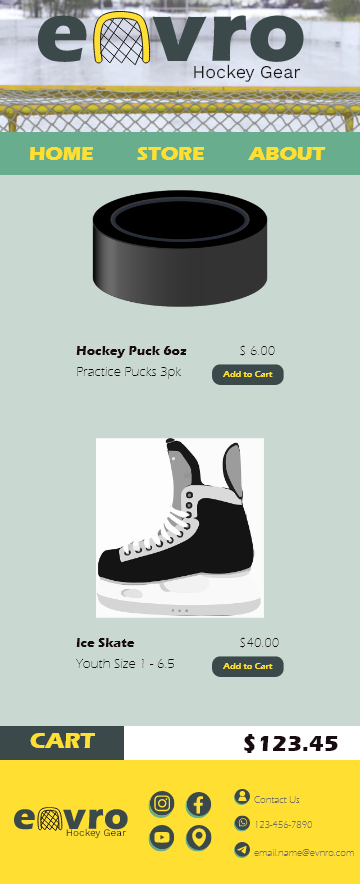 envro
Hockey Gear
HOME STORE ABOUT
Hockey Puck 6oz $ 6.00
Practice Pucks 3pk Add to Cart
Ice Skate $40.00
Youth Size 1 - 6.5 Add to Cart
CART $123.45
envro
Hockey Gear
Contact Us
123-456-7890
email.name@evnro.com